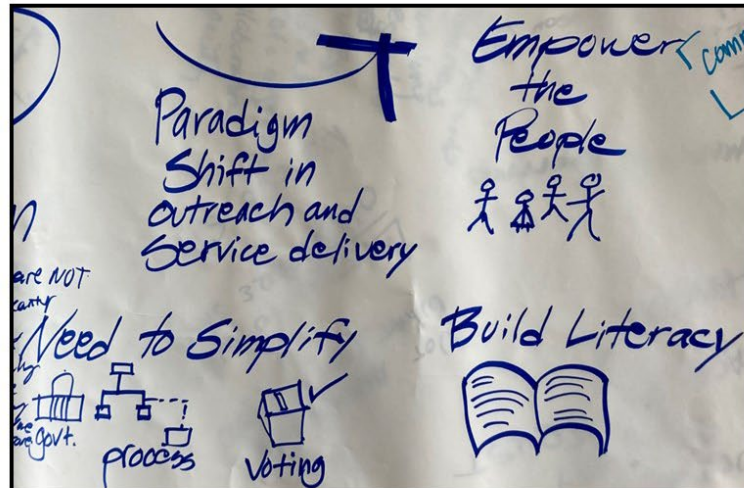 Paradigm
Shift in
outreach and
Service delivery
Empower
the
People
are NOT
Need to Simplify
govt.
process
voting
Build Literacy